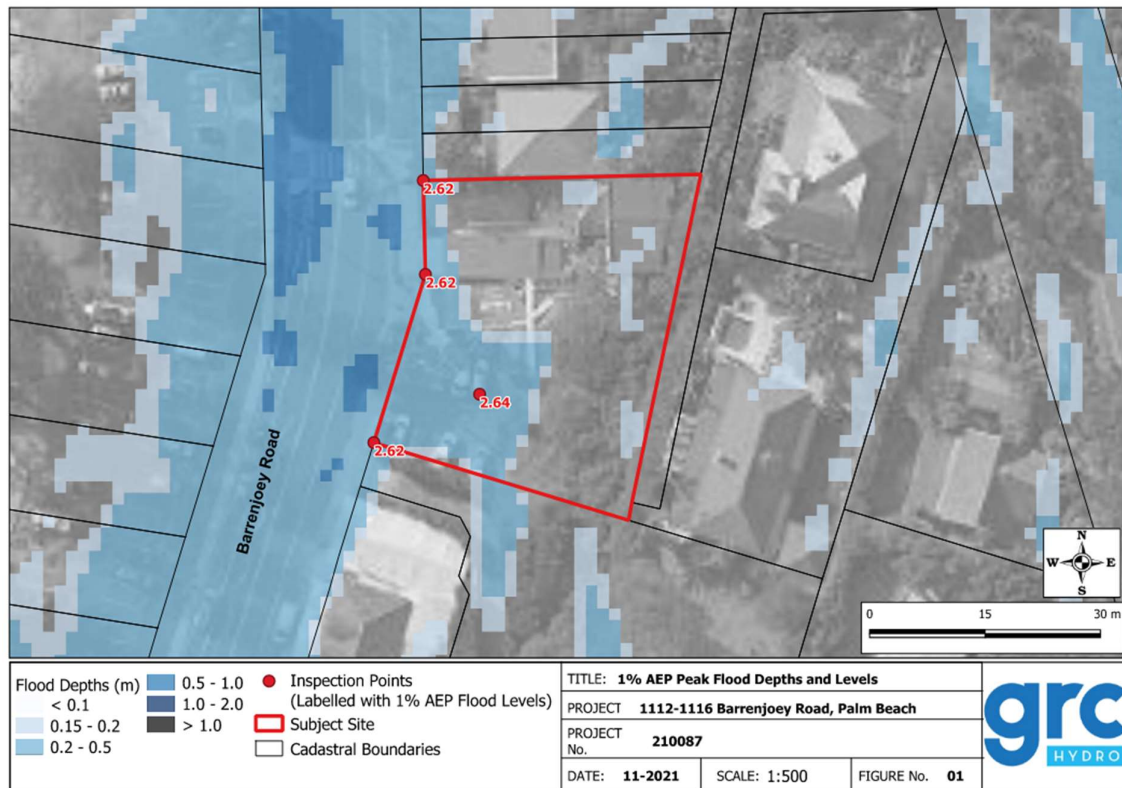 2.62
2.62
2.64
2.62
Barrenjoey Road
N
W E
S
0 15 30 m
Flood Depths (m)
< 0.1
0.15 - 0.2
0.2 - 0.5
0.5 - 1.0
1.0 - 2.0
> 1.0
Inspection Points
(Labelled with 1% AEP Flood Levels)
Subject Site
Cadastral Boundaries
TITLE: 1% AEP Peak Flood Depths and Levels
PROJECT 1112-1116 Barrenjoey Road, Palm Beach
PROJECT No. 210087
DATE: 11-2021 SCALE: 1:500 FIGURE No. 01
grc
HYDRO